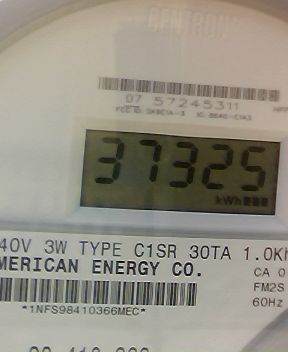 CENTRON
07 57245311
37325
kWh
40V 3W TYPE C1SR 30TA 1.0Kh
MERICAN ENERGY CO.
CA 0
FM2S
60Hz
*1NFS98410366MEC*